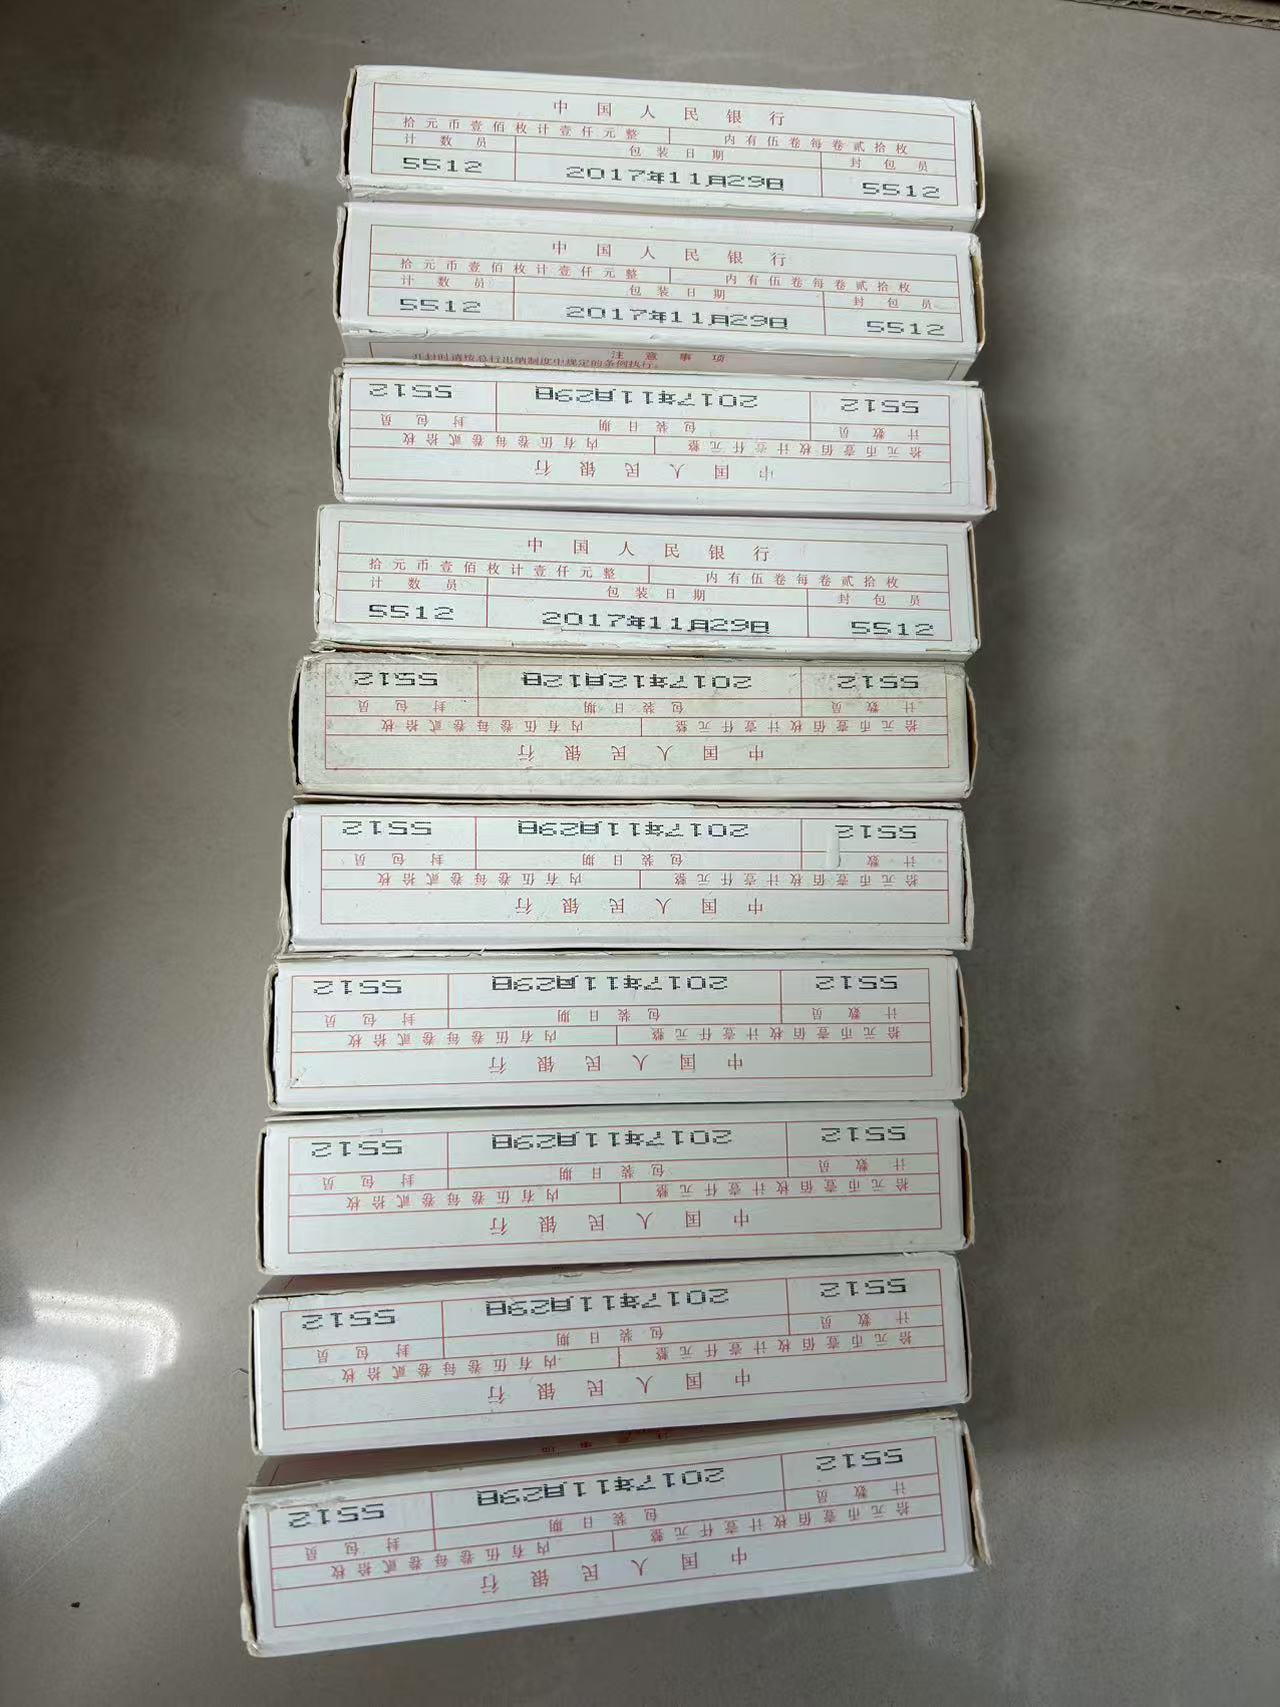 中国人民银行
拾元币壹佰枚计壹仟元整 内有伍卷每卷贰拾枚
计数员 包装日期 封包员
5512 2017年11月29日 5512
中国人民银行
拾元币壹佰枚计壹仟元整 内有伍卷每卷贰拾枚
计数员 包装日期 封包员
5512 2017年11月29日 5512
注意事项
开封时请按总行出纳制度中规定的条例执行。
中国人民银行
拾元币壹佰枚计壹仟元整 内有伍卷每卷贰拾枚
计数员 包装日期 封包员
5512 2017年11月29日 5512
中国人民银行
拾元币壹佰枚计壹仟元整 内有伍卷每卷贰拾枚
计数员 包装日期 封包员
5512 2017年11月29日 5512
中国人民银行
拾元币壹佰枚计壹仟元整 内有伍卷每卷贰拾枚
计数员 包装日期 封包员
5512 2017年12月12日 5512
中国人民银行
拾元币壹佰枚计壹仟元整 内有伍卷每卷贰拾枚
计数 包装日期 封包员
5512 2017年11月29日 5512
中国人民银行
拾元币壹佰枚计壹仟元整 内有伍卷每卷贰拾枚
计数员 包装日期 封包员
5512 2017年11月29日 5512
中国人民银行
拾元币壹佰枚计壹仟元整 内有伍卷每卷贰拾枚
计数员 包装日期 封包员
5512 2017年11月29日 5512
中国人民银行
拾元币壹佰枚计壹仟元整 内有伍卷每卷贰拾枚
计数员 包装日期 封包员
5512 2017年11月29日 5512
注意事项
中国人民银行
拾元币壹佰枚计壹仟元整 内有伍卷每卷贰拾枚
计数员 包装日期 封包员
5512 2017年11月29日 5512